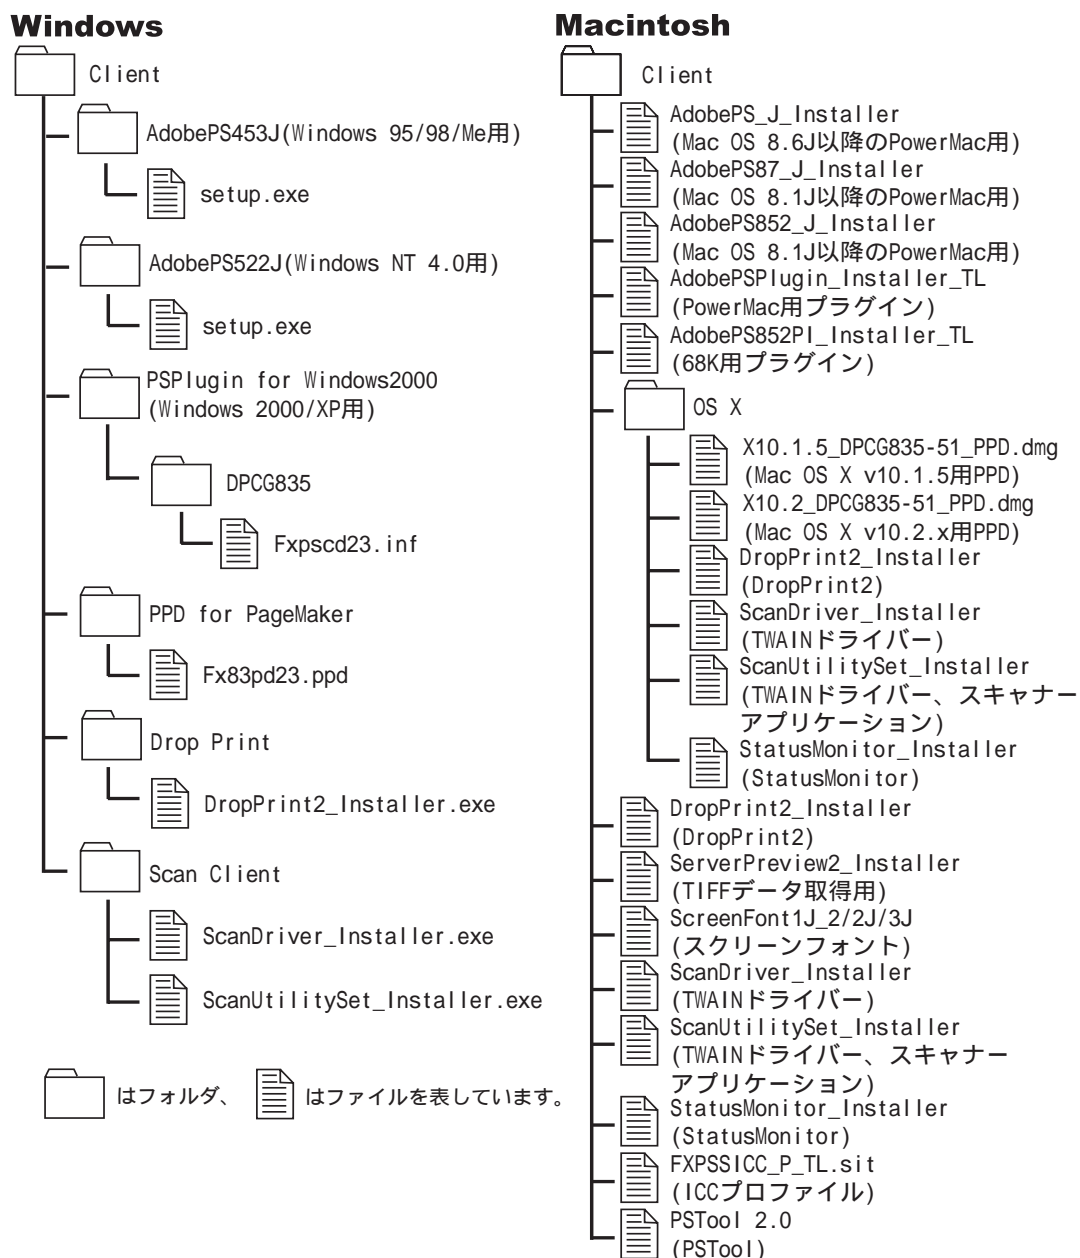 Windows
Client
AdobePS453J(Windows 95/98/Me用)
setup.exe
AdobePS522J(Windows NT 4.0用)
setup.exe
PSPlugin for Windows2000
(Windows 2000/XP用)
DPCG835
Fxpscd23.inf
PPD for PageMaker
Fx83pd23.ppd
Drop Print
DropPrint2_Installer.exe
Scan Client
ScanDriver_Installer.exe
ScanUtilitySet_Installer.exe
はフォルダ、 はファイルを表しています。
Macintosh
Client
AdobePS_J_Installer
(Mac OS 8.6J以降のPowerMac用)
AdobePS87_J_Installer
(Mac OS 8.1J以降のPowerMac用)
AdobePS852_J_Installer
(Mac OS 8.1J以降のPowerMac用)
AdobePSPlugin_Installer_TL
(PowerMac用プラグイン)
AdobePS852PI_Installer_TL
(68K用プラグイン)
OS X
X10.1.5_DPCG835-51_PPD.dmg
(Mac OS X v10.1.5用PPD)
X10.2_DPCG835-51_PPD.dmg
(Mac OS X v10.2.x用PPD)
DropPrint2_Installer
(DropPrint2)
ScanDriver_Installer
(TWAINドライバー)
ScanUtilitySet_Installer
(TWAINドライバー、スキャナー
アプリケーション)
StatusMonitor_Installer
(StatusMonitor)
DropPrint2_Installer
(DropPrint2)
ServerPreview2_Installer
(TIFFデータ取得用)
ScreenFont1J_2/2J/3J
(スクリーンフォント)
ScanDriver_Installer
(TWAINドライバー)
ScanUtilitySet_Installer
(TWAINドライバー、スキャナー
アプリケーション)
StatusMonitor_Installer
(StatusMonitor)
FXPSSICC_P_TL.sit
(ICCプロファイル)
PSTool 2.0
(PSTool)